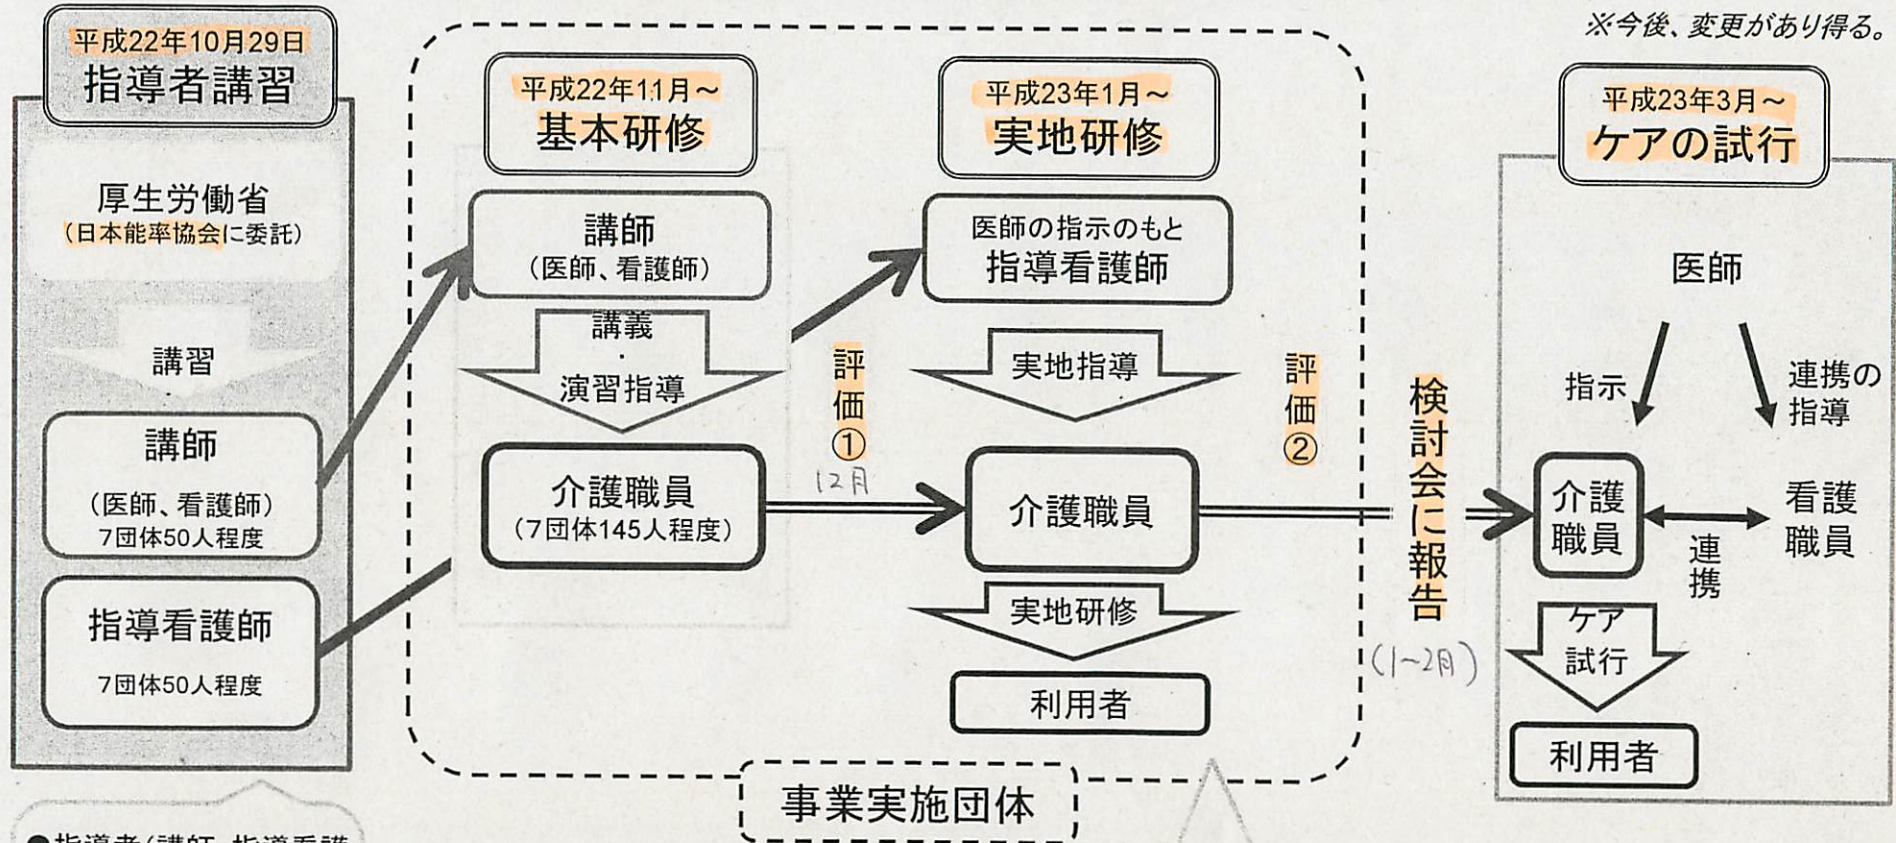 ※今後、変更があり得る。
平成22年10月29日
指導者講習
厚生労働省
（日本能率協会に委託）
講習
講師
（医師、看護師）
7団体50人程度
指導看護師
7団体50人程度
平成22年11月～
基本研修
講師
（医師、看護師）
講義
・
演習指導
介護職員
（7団体145人程度）
評価①
12月
平成23年1月～
実地研修
医師の指示のもと
指導看護師
実地指導
介護職員
実地研修
利用者
評価②
事業実施団体
検討会に報告
（1～2月）
平成23年3月～
ケアの試行
医師
指示
連携の
指導
介護
職員
連携
看護
職員
ケア
試行
利用者
●指導者（講師、指導看護